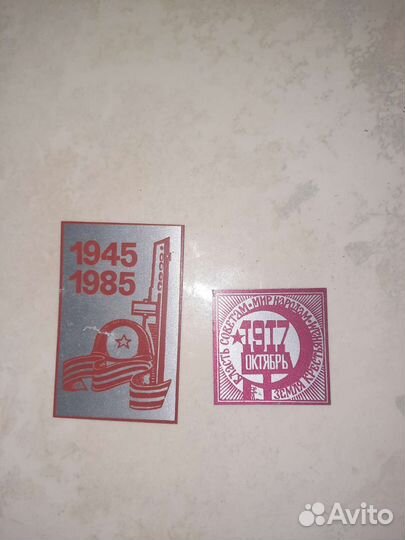 1945
1985
ВЛАСТЬ СОВЕТАМ • МИР НАРОДАМ •
ЗЕМЛЯ КРЕСТЬЯНАМ
1917
ОКТЯБРЬ
Avito